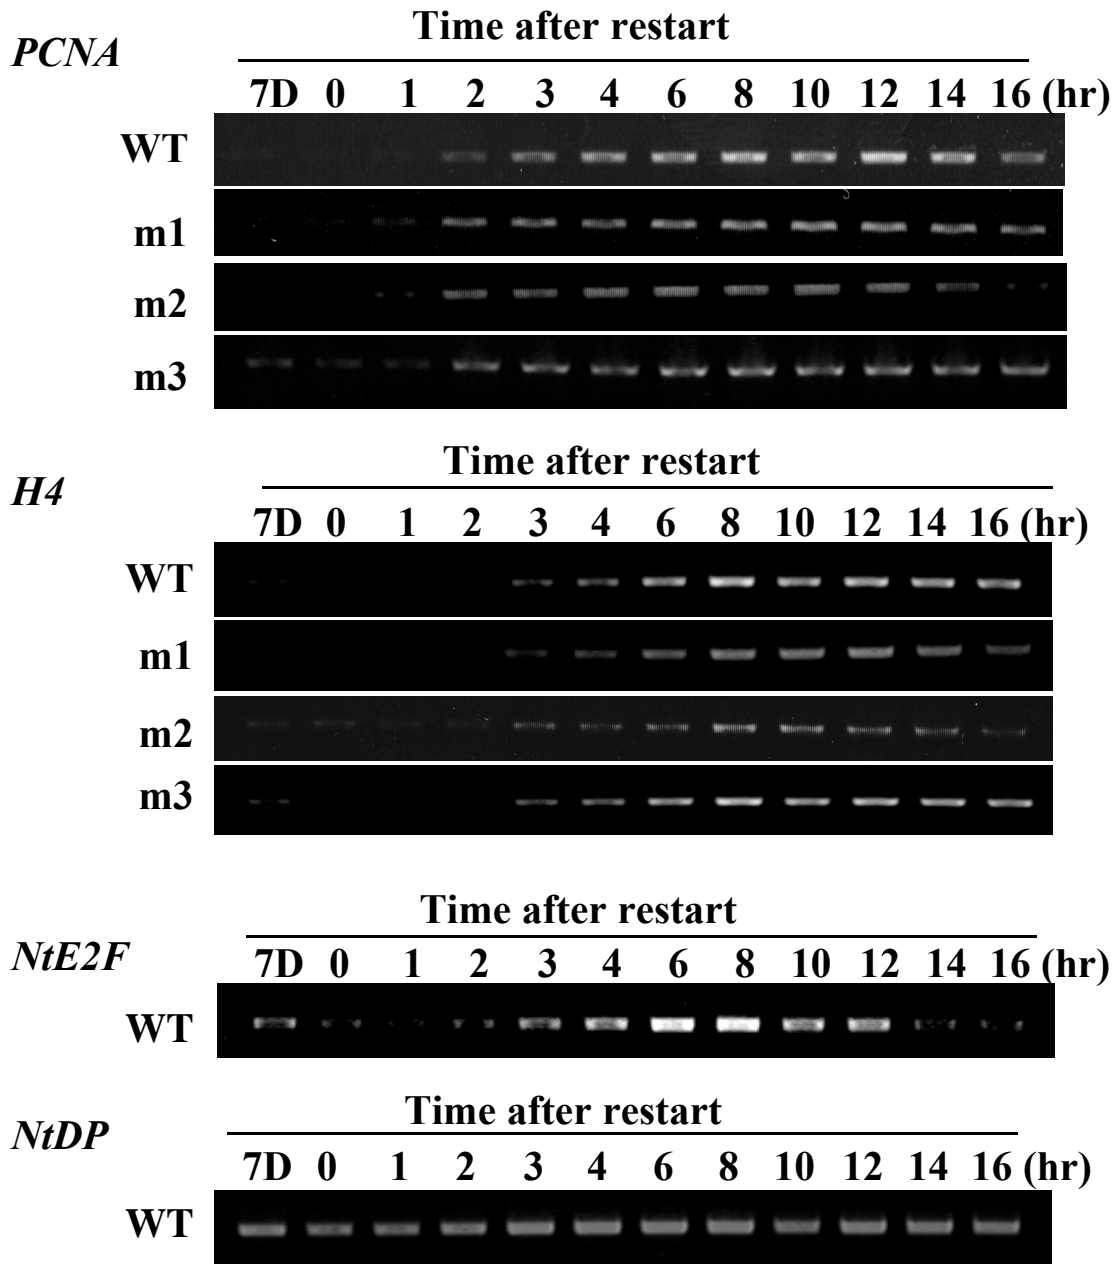 Time after restart
PCNA
7D 0 1 2 3 4 6 8 10 12 14 16 (hr)
WT
m1
m2
m3
Time after restart
H4
7D 0 1 2 3 4 6 8 10 12 14 16 (hr)
WT
m1
m2
m3
Time after restart
NtE2F
7D 0 1 2 3 4 6 8 10 12 14 16 (hr)
WT
Time after restart
NtDP
7D 0 1 2 3 4 6 8 10 12 14 16 (hr)
WT